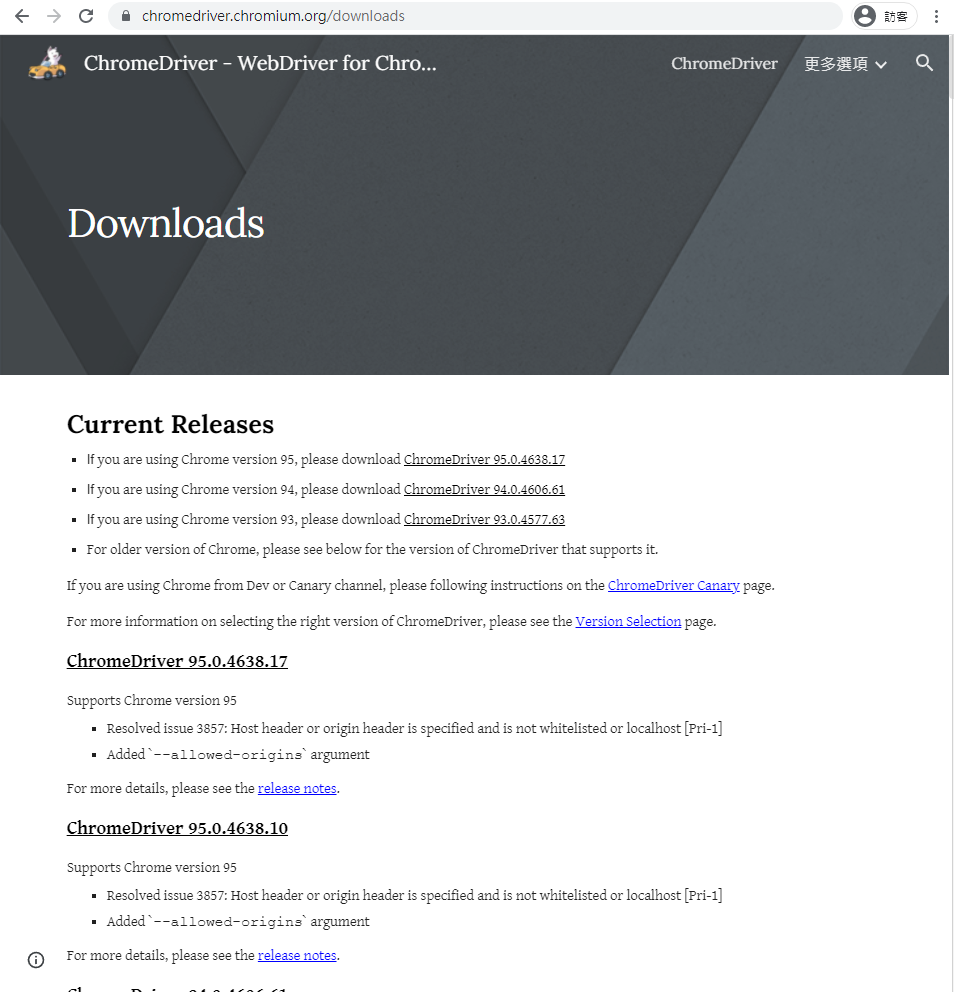 chromedriver.chromium.org/downloads
訪客
ChromeDriver - WebDriver for Chro...
ChromeDriver
更多選項
Downloads
Current Releases
If you are using Chrome version 95, please download ChromeDriver 95.0.4638.17
If you are using Chrome version 94, please download ChromeDriver 94.0.4606.61
If you are using Chrome version 93, please download ChromeDriver 93.0.4577.63
For older version of Chrome, please see below for the version of ChromeDriver that supports it.
If you are using Chrome from Dev or Canary channel, please following instructions on the ChromeDriver Canary page.
For more information on selecting the right version of ChromeDriver, please see the Version Selection page.
ChromeDriver 95.0.4638.17
Supports Chrome version 95
Resolved issue 3857: Host header or origin header is specified and is not whitelisted or localhost [Pri-1]
Added `--allowed-origins` argument
For more details, please see the release notes.
ChromeDriver 95.0.4638.10
Supports Chrome version 95
Resolved issue 3857: Host header or origin header is specified and is not whitelisted or localhost [Pri-1]
Added `--allowed-origins` argument
For more details, please see the release notes.
ChromeDriver 94.0.4606.61